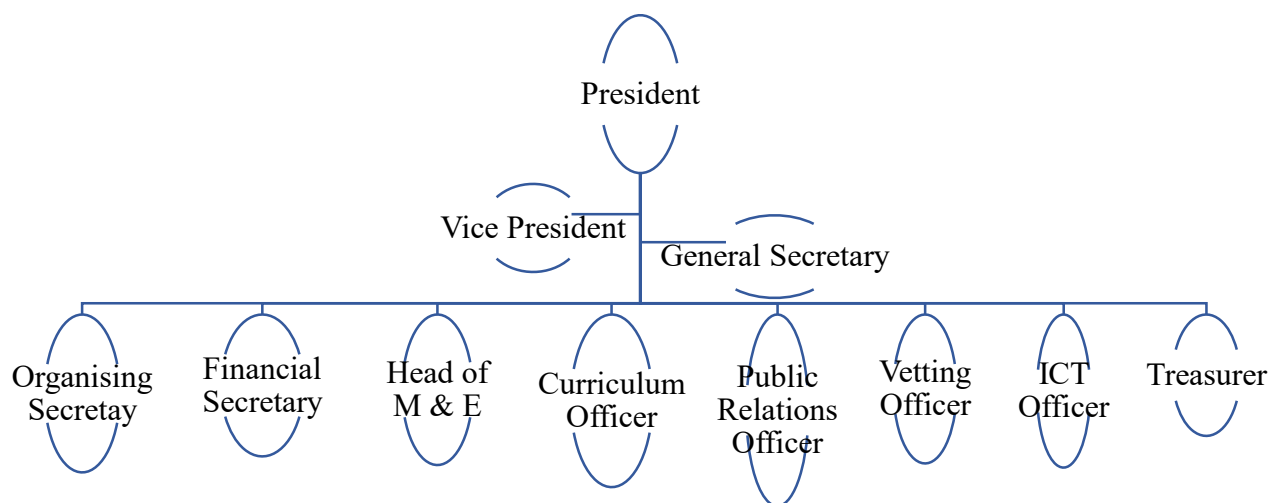 President
Vice President
General Secretary
Organising
Secretay
Financial
Secretary
Head of
M & E
Curriculum
Officer
Public
Relations
Officer
Vetting
Officer
ICT
Officer
Treasurer